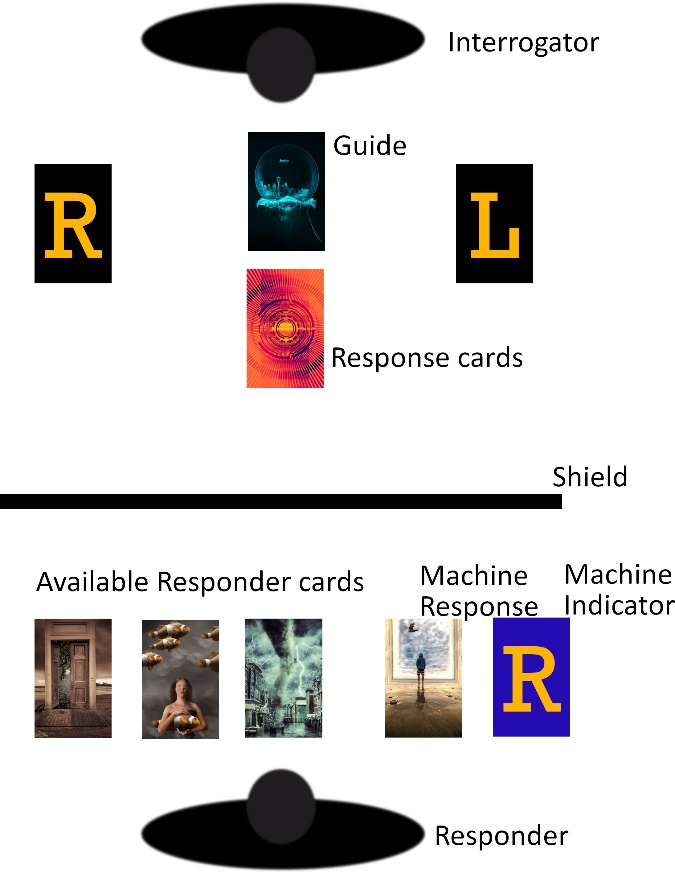 Interrogator
Guide
R
L
Response cards
Shield
Available Responder cards
Machine
Response
Machine
Indicator
R
Responder